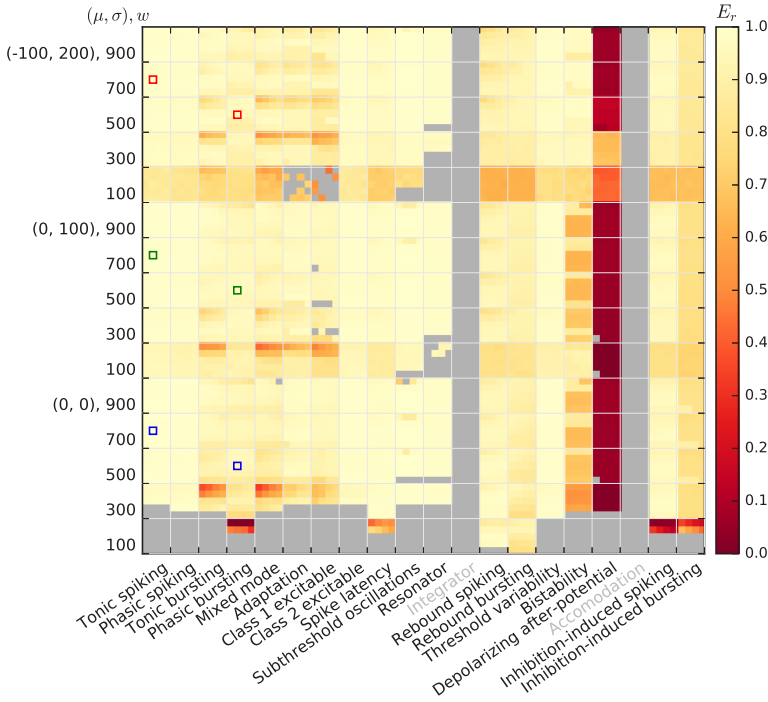 (μ, σ), w
E_r
(-100, 200), 900
700
500
300
100
(0, 100), 900
700
500
300
100
(0, 0), 900
700
500
300
100
1.0
0.9
0.8
0.7
0.6
0.5
0.4
0.3
0.2
0.1
0.0
Tonic spiking
Phasic spiking
Tonic bursting
Phasic bursting
Mixed mode
Adaptation
Class 1 excitable
Class 2 excitable
Spike latency
Subthreshold oscillations
Resonator
Integrator
Rebound spiking
Rebound bursting
Threshold variability
Bistability
Depolarizing after-potential
Accomodation
Inhibition-induced spiking
Inhibition-induced bursting